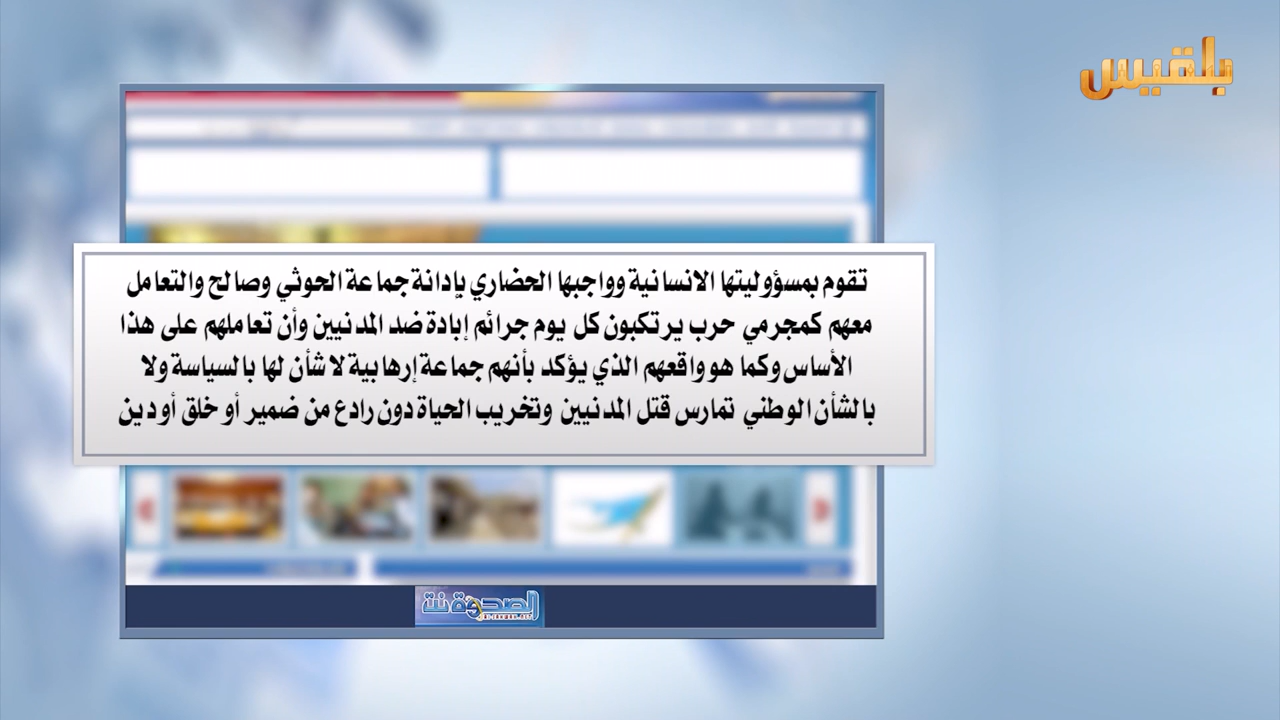 بلقيس
تقوم بمسؤوليتها الانسانية وواجبها الحضاري بإدانة جماعة الحوثي وصالح والتعامل
معهم كمجرمي حرب يرتكبون كل يوم جرائم إبادة ضد المدنيين وأن تعاملهم على هذا
الأساس وكما هو واقعهم الذي يؤكد بأنهم جماعة إرهابية لا شأن لها بالسياسة ولا
بالشأن الوطني تمارس قتل المدنيين وتخريب الحياة دون رادع من ضمير أو خلق أو دين
الصحوة نت